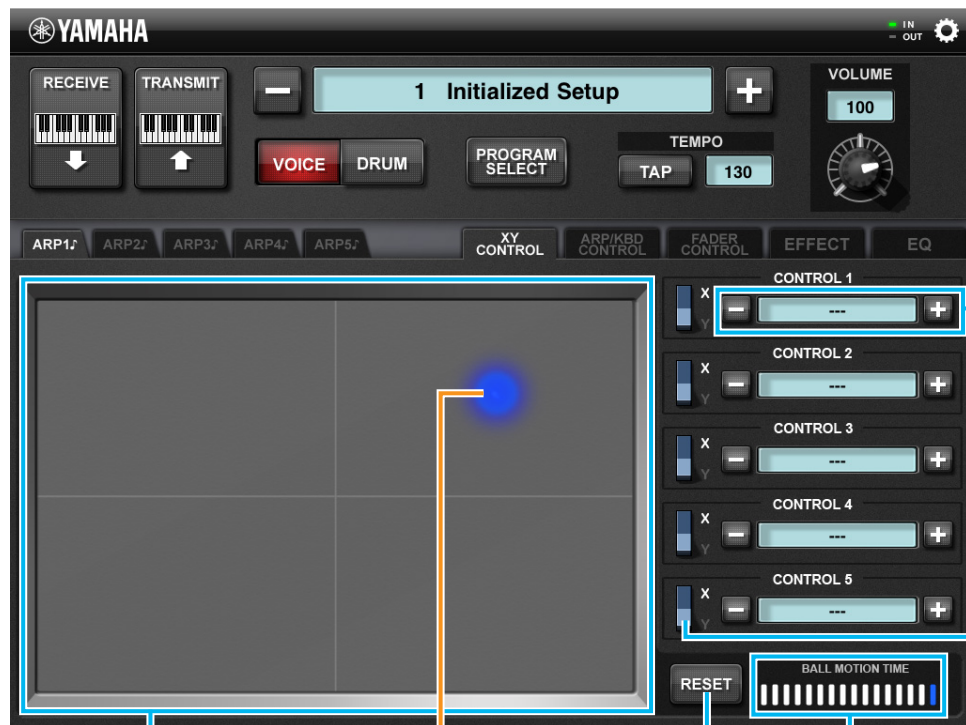 YAMAHA
IN
OUT
RECEIVE
TRANSMIT
1 Initialized Setup
VOLUME
100
VOICE
DRUM
PROGRAM
SELECT
TEMPO
TAP
130
ARP1♪
ARP2♪
ARP3♪
ARP4♪
ARP5♪
XY
CONTROL
ARP/KBD
CONTROL
FADER
CONTROL
EFFECT
EQ
CONTROL 1
X
Y
---
CONTROL 2
X
Y
---
CONTROL 3
X
Y
---
CONTROL 4
X
Y
---
CONTROL 5
X
Y
---
RESET
BALL MOTION TIME